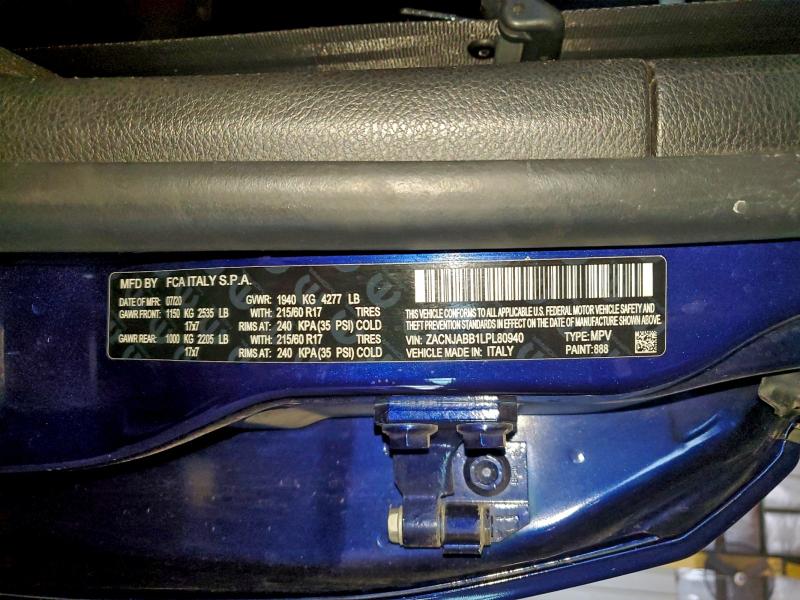 MFD BY FCA ITALY S.P.A.
DATE OF MFR: 07/20 GVWR: 1940 KG 4277 LB
GAWR FRONT: 1150 KG 2535 LB WITH: 215/60 R17 TIRES
17x7 RIMS AT: 240 KPA(35 PSI) COLD
GAWR REAR: 1000 KG 2205 LB WITH: 215/60 R17 TIRES
17x7 RIMS AT: 240 KPA(35 PSI) COLD
THIS VEHICLE CONFORMS TO ALL APPLICABLE U.S. FEDERAL MOTOR VEHICLE SAFETY,
BUMPER, AND THEFT PREVENTION STANDARDS IN EFFECT ON THE DATE OF MANUFACTURE SHOWN ABOVE.
VIN: ZACNJABB1LPL80940 TYPE: MPV
VEHICLE MADE IN: ITALY PAINT: 888